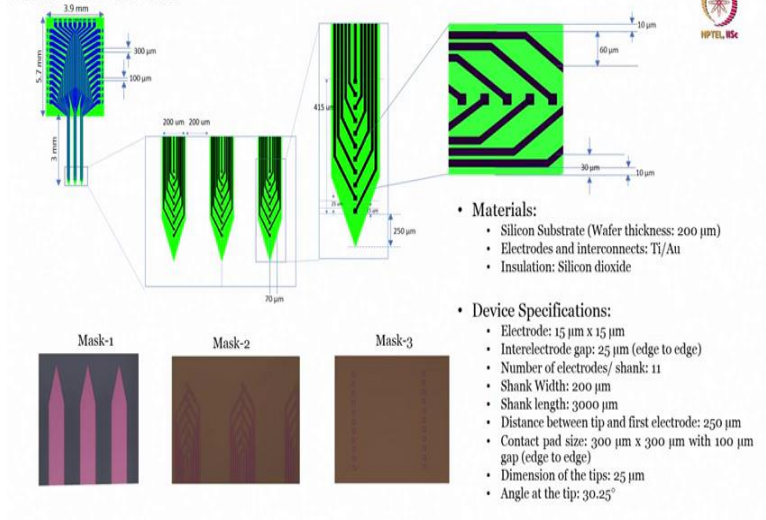 3.9 mm
NPTEL, IISc
10 µm
60 µm
300 µm
5.7 mm
100 µm
415 um
200 um 200 um
3 mm
30 µm
10 µm
250 µm
70 µm
• Materials:
• Silicon Substrate (Wafer thickness: 200 µm)
• Electrodes and interconnects: Ti/Au
• Insulation: Silicon dioxide
• Device Specifications:
• Electrode: 15 µm x 15 µm
• Interelectrode gap: 25 µm (edge to edge)
• Number of electrodes/ shank: 11
• Shank Width: 200 µm
• Shank length: 3000 µm
• Distance between tip and first electrode: 250 µm
• Contact pad size: 300 µm x 300 µm with 100 µm
gap (edge to edge)
• Dimension of the tips: 25 µm
• Angle at the tip: 30.25°
Mask-1
Mask-2
Mask-3